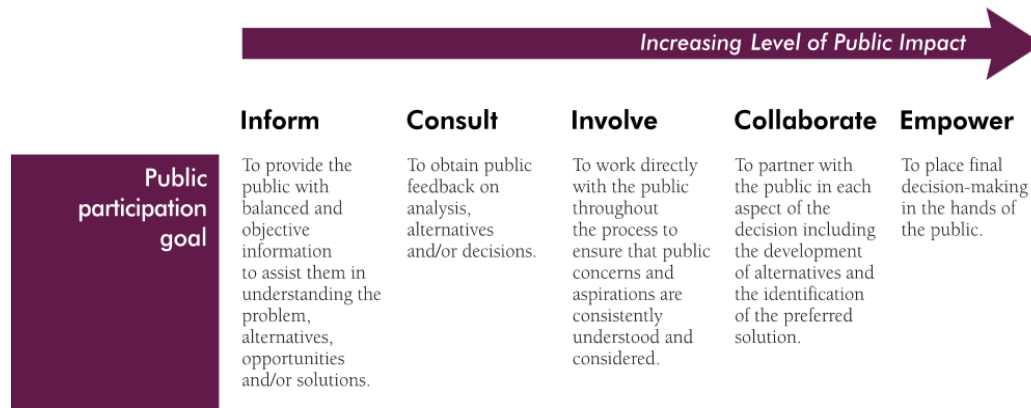 Increasing Level of Public Impact
Inform
Consult
Involve
Collaborate
Empower
Public
participation
goal
To provide the
public with
balanced and
objective
information
to assist them in
understanding the
problem,
alternatives,
opportunities
and/or solutions.
To obtain public
feedback on
analysis,
alternatives
and/or decisions.
To work directly
with the public
throughout
the process to
ensure that public
concerns and
aspirations are
consistently
understood and
considered.
To partner with
the public in each
aspect of the
decision including
the development
of alternatives and
the identification
of the preferred
solution.
To place final
decision-making
in the hands of
the public.